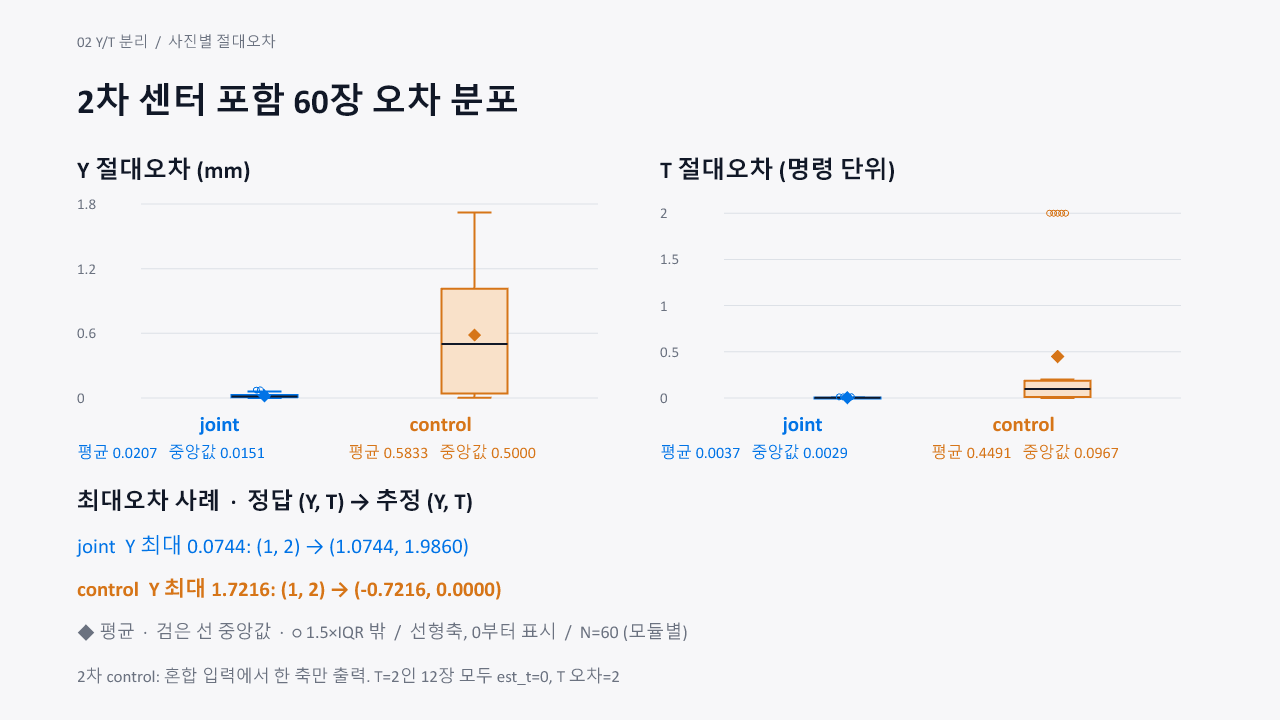 02 Y/T 분리 / 사진별 절대오차
2차 센터 포함 60장 오차 분포
Y 절대오차 (mm)
1.8
1.2
0.6
0
joint
control
평균 0.0207 중앙값 0.0151
평균 0.5833 중앙값 0.5000
T 절대오차 (명령 단위)
2
1.5
1
0.5
0
joint
control
평균 0.0037 중앙값 0.0029
평균 0.4491 중앙값 0.0967
최대오차 사례 · 정답 (Y, T) → 추정 (Y, T)
joint Y 최대 0.0744: (1, 2) → (1.0744, 1.9860)
control Y 최대 1.7216: (1, 2) → (-0.7216, 0.0000)
◆ 평균 · 검은 선 중앙값 · ○ 1.5×IQR 밖 / 선형축, 0부터 표시 / N=60 (모듈별)
2차 control: 혼합 입력에서 한 축만 출력. T=2인 12장 모두 est_t=0, T 오차=2